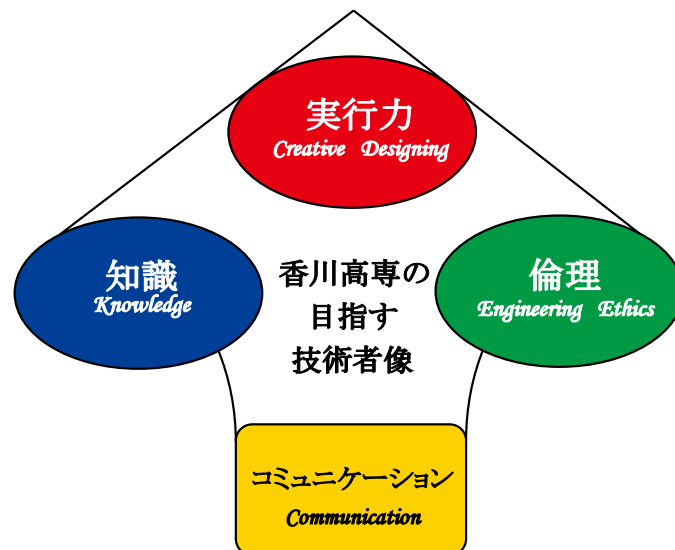 実行力
Creative Designing
知識
Knowledge
香川高専の
目指す
技術者像
倫理
Engineering Ethics
コミュニケーション
Communication